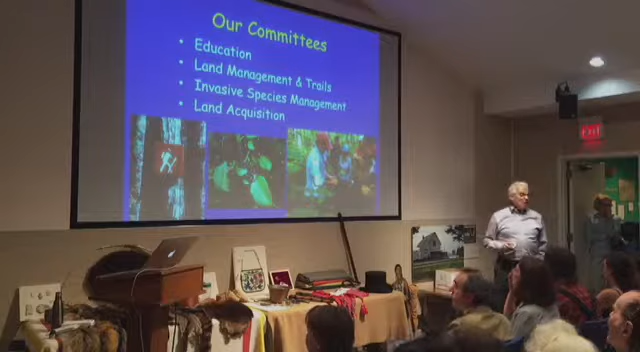 Our Committees
• Education
• Land Management & Trails
• Invasive Species Management
• Land Acquisition
EXIT